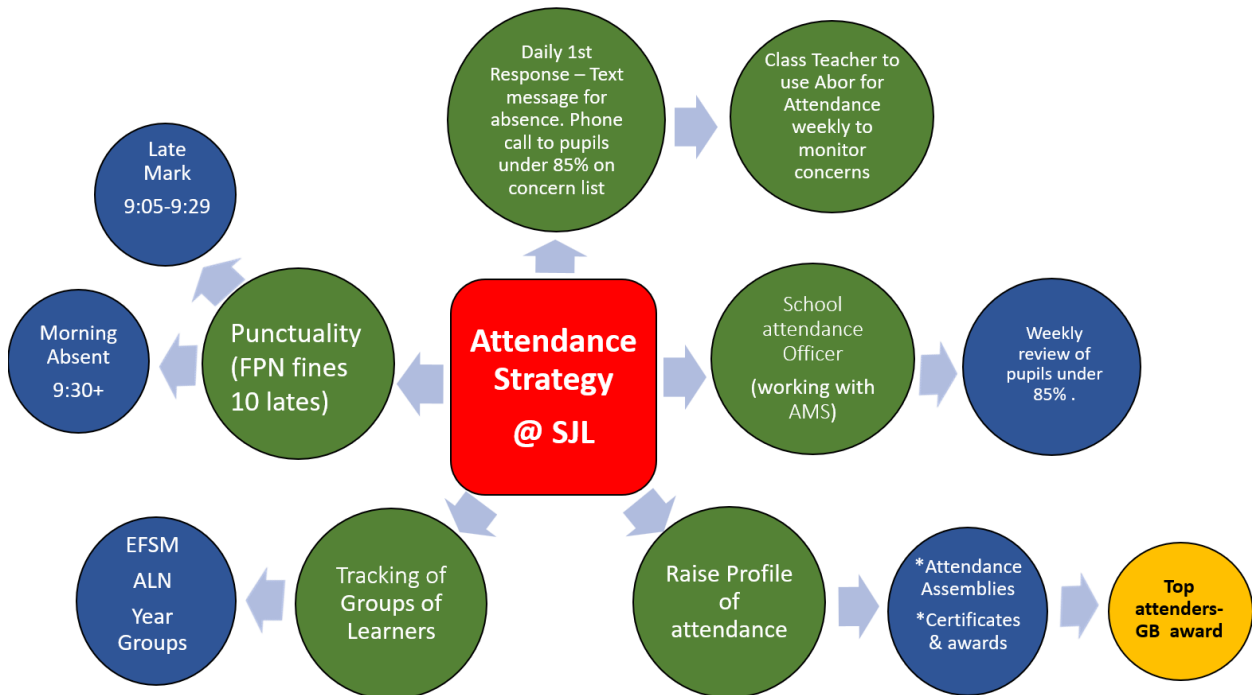 Daily 1st
Response – Text
message for
absence. Phone
call to pupils
under 85% on
concern list
Class Teacher to
use Abor for
Attendance
weekly to
monitor
concerns
Late
Mark
9:05-9:29
Morning
Absent
9:30+
Punctuality
(FPN fines
10 lates)
Attendance
Strategy
@ SJL
School
attendance
Officer
(working with
AMS)
Weekly
review of
pupils under
85% .
EFSM
ALN
Year
Groups
Tracking of
Groups of
Learners
Raise Profile
of
attendance
*Attendance
Assemblies
*Certificates
& awards
Top
attenders-
GB award